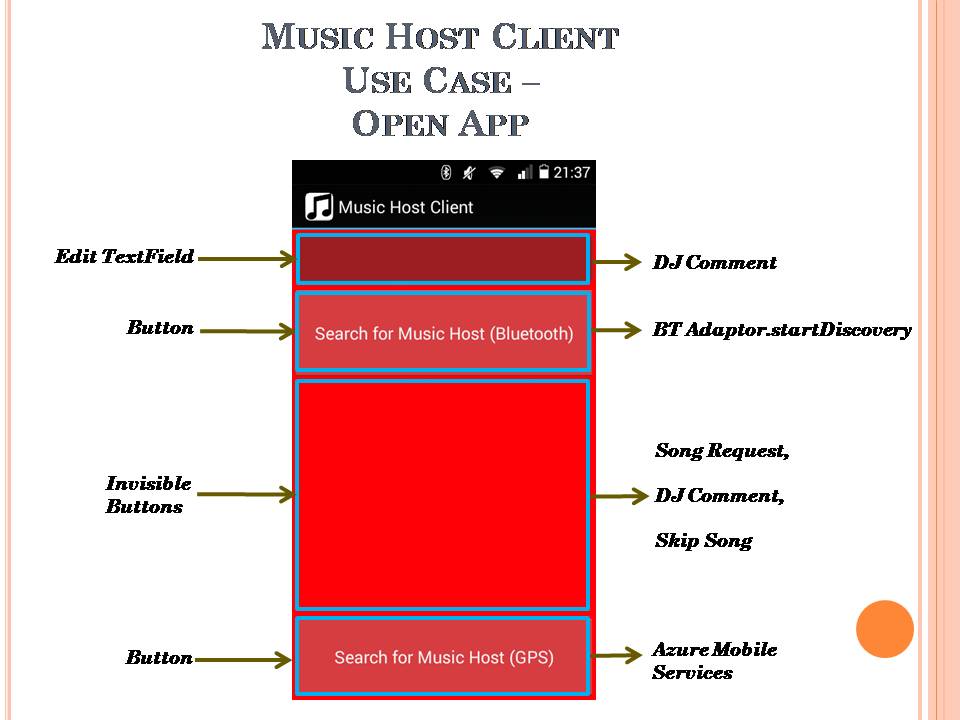 MUSIC HOST CLIENT
USE CASE –
OPEN APP
21:37
Music Host Client
Edit TextField
DJ Comment
Button
Search for Music Host (Bluetooth)
BT Adaptor.startDiscovery
Invisible
Buttons
Song Request,
DJ Comment,
Skip Song
Button
Search for Music Host (GPS)
Azure Mobile
Services